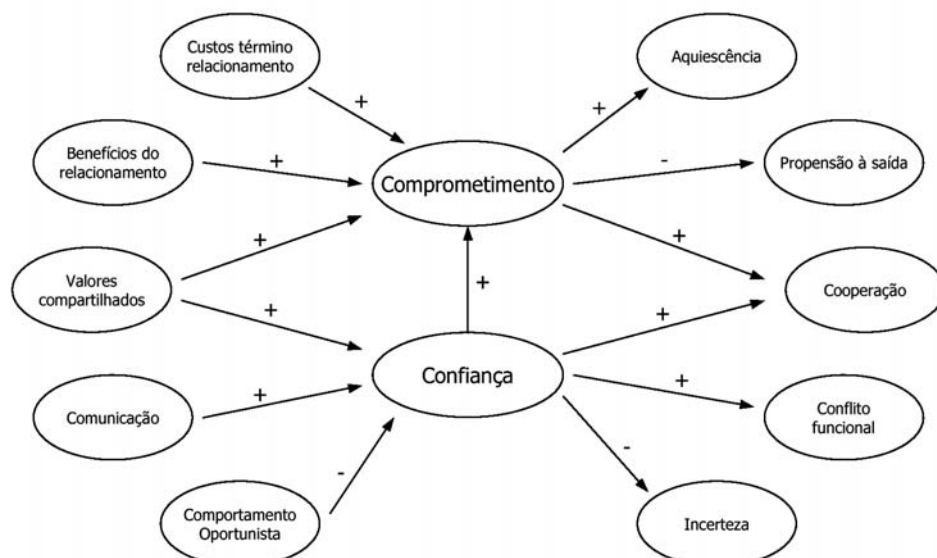 Custos término
relacionamento
Aquiescência
+
+
Benefícios do
relacionamento
+
Comprometimento
-
Propensão à saída
+
+
Valores
compartilhados
+
+
+
Cooperação
Confiança
Comunicação
+
+
Conflito
funcional
-
-
Comportamento
Oportunista
Incerteza